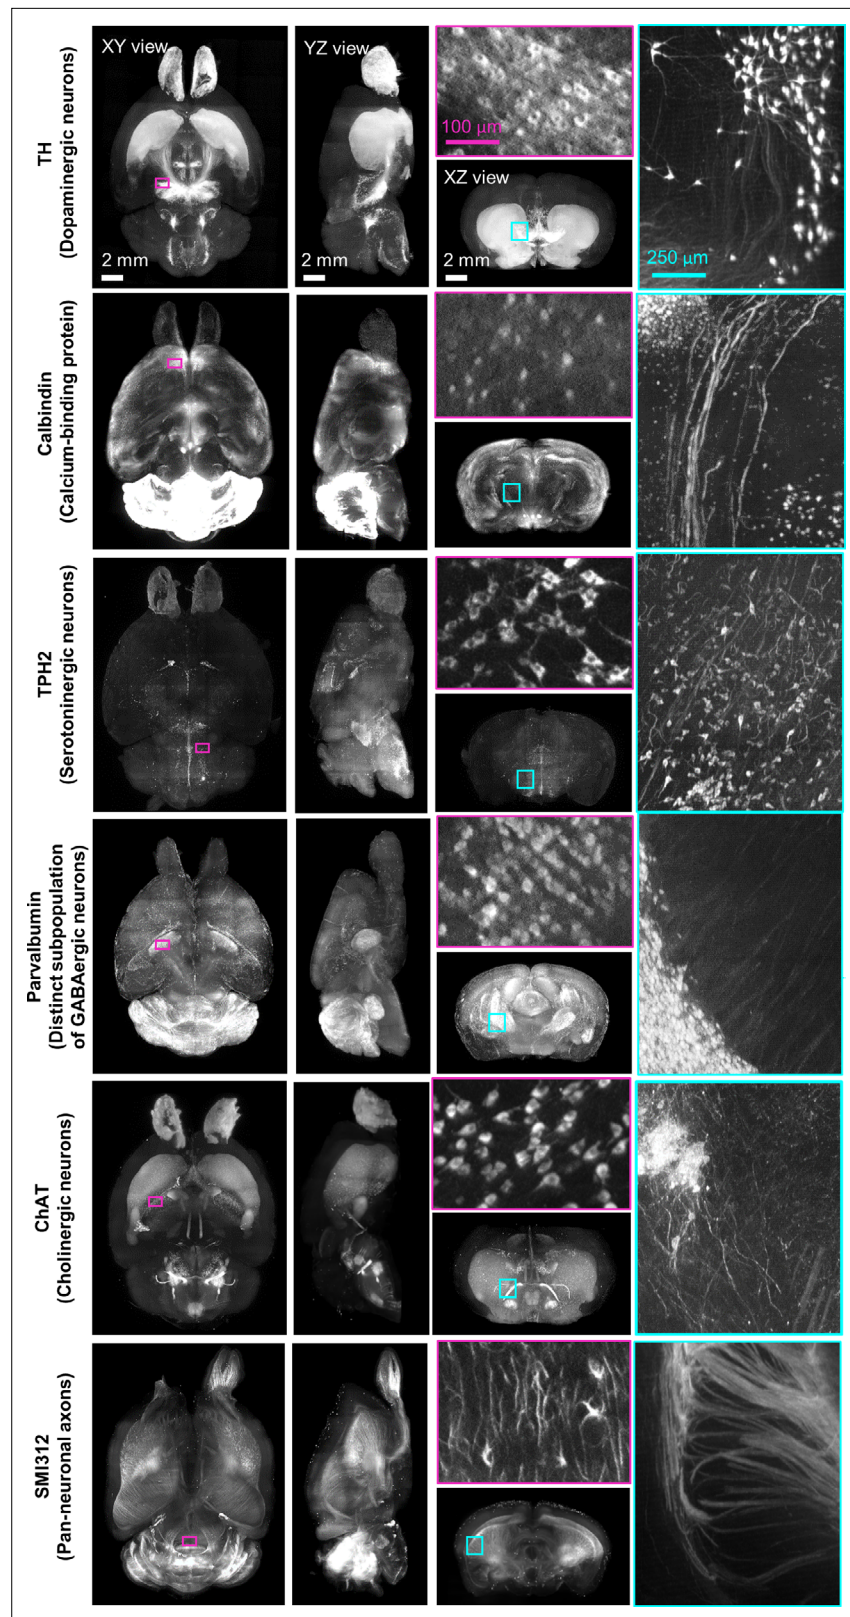 XY view
YZ view
100 µm
XZ view
2 mm
2 mm
2 mm
250 µm
TH
(Dopaminergic neurons)
Calbindin
(Calcium-binding protein)
TPH2
(Serotoninergic neurons)
Parvalbumin
(Distinct subpopulation
of GABAergic neurons)
ChAT
(Cholinergic neurons)
SMI312
(Pan-neuronal axons)